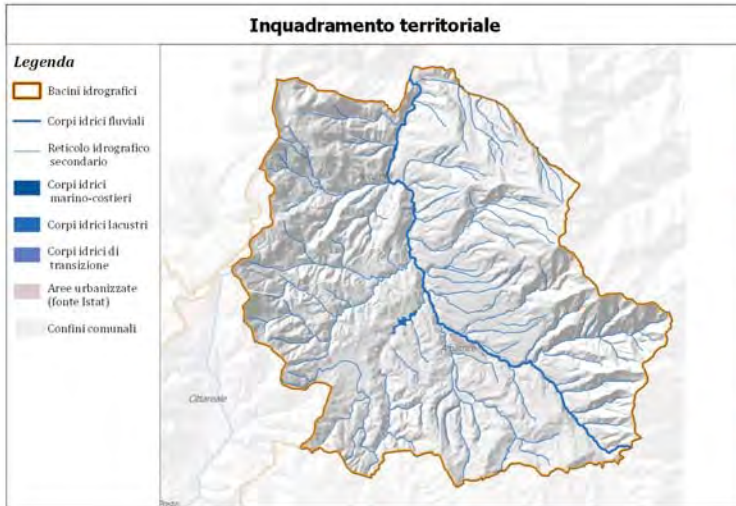 Inquadramento territoriale
Legenda
Bacini idrografici
Corpi idrici fluviali
Reticolo idrografico
secondario
Corpi idrici
marino-costieri
Corpi idrici lacustri
Corpi idrici di
transizione
Aree urbanizzate
(fonte Istat)
Confini comunali
Cittareale